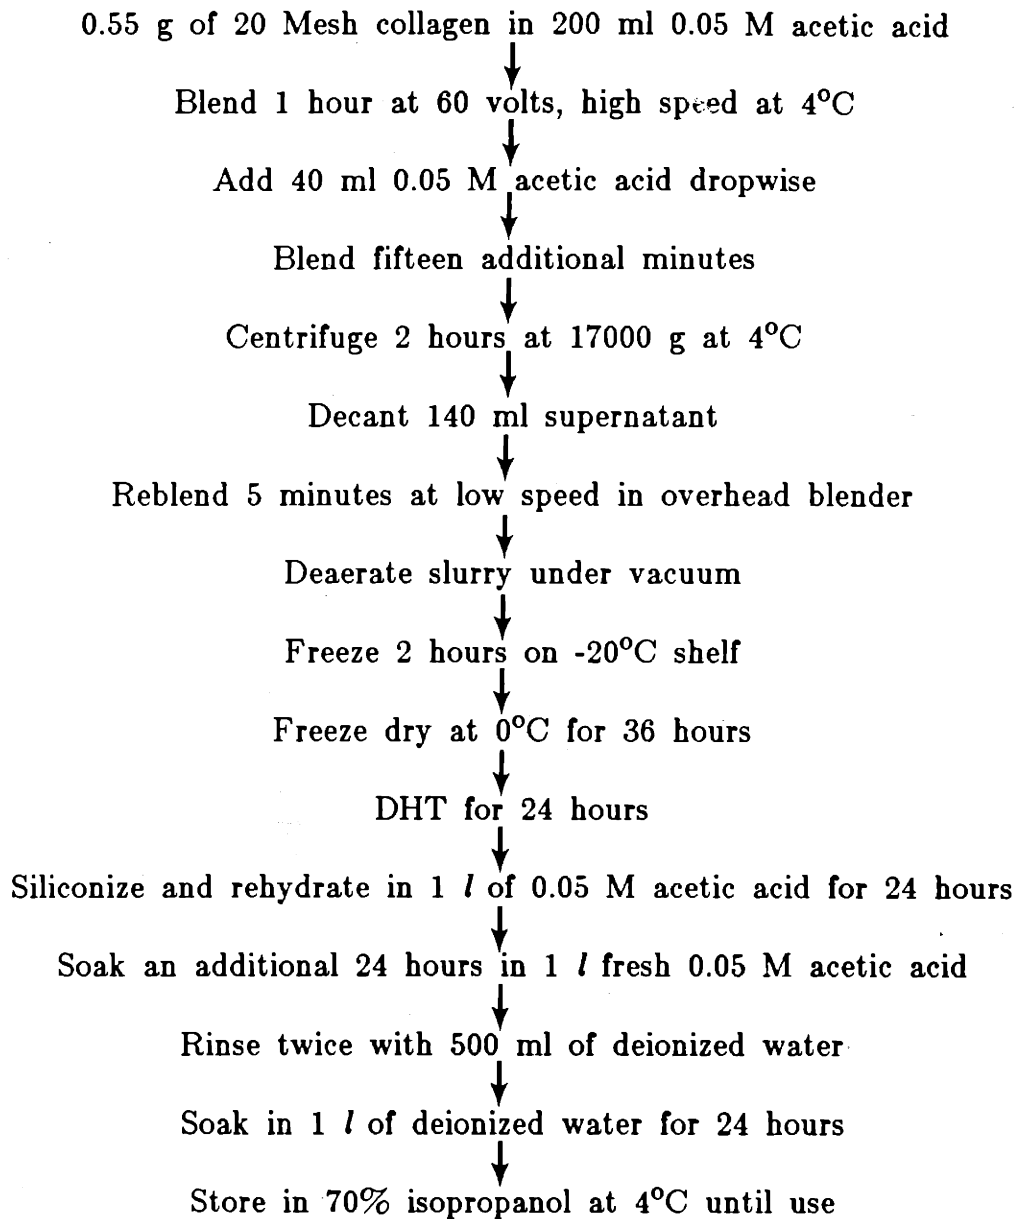 0.55 g of 20 Mesh collagen in 200 ml 0.05 M acetic acid
Blend 1 hour at 60 volts, high speed at 4°C
Add 40 ml 0.05 M acetic acid dropwise
Blend fifteen additional minutes
Centrifuge 2 hours at 17000 g at 4°C
Decant 140 ml supernatant
Reblend 5 minutes at low speed in overhead blender
Deaerate slurry under vacuum
Freeze 2 hours on -20°C shelf
Freeze dry at 0°C for 36 hours
DHT for 24 hours
Siliconize and rehydrate in 1 l of 0.05 M acetic acid for 24 hours
Soak an additional 24 hours in 1 l fresh 0.05 M acetic acid
Rinse twice with 500 ml of deionized water
Soak in 1 l of deionized water for 24 hours
Store in 70% isopropanol at 4°C until use